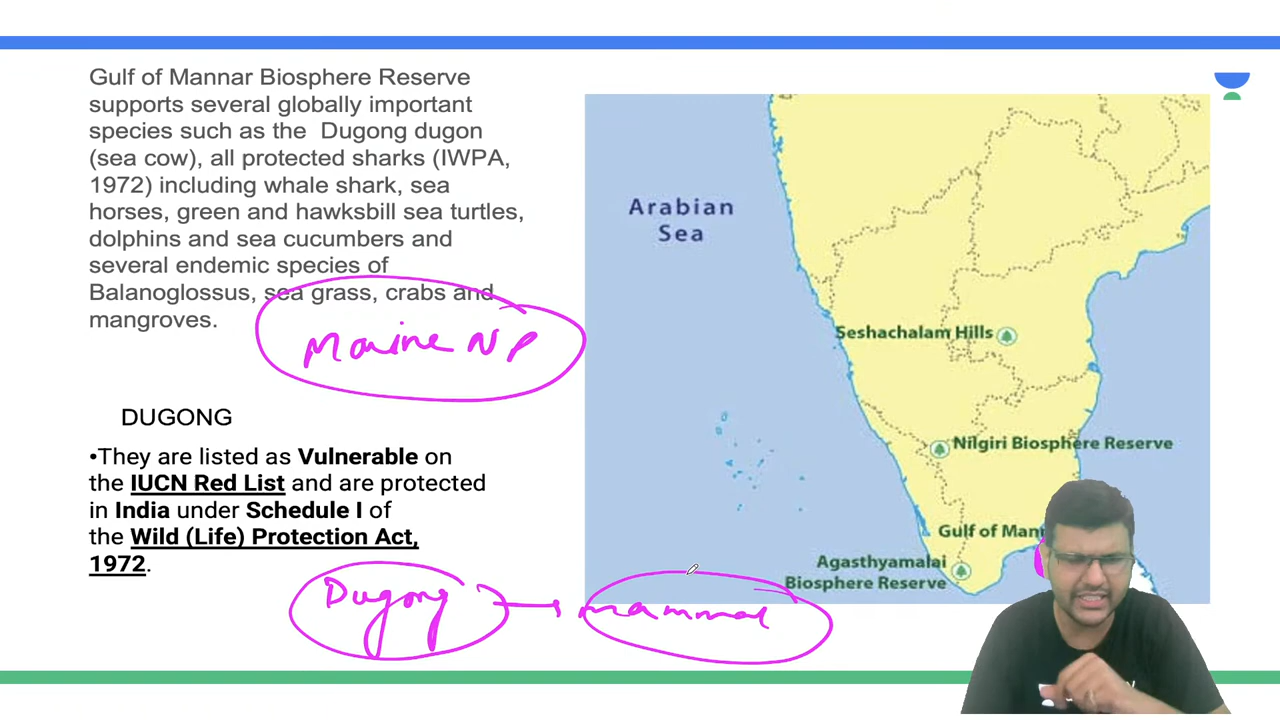 Gulf of Mannar Biosphere Reserve
supports several globally important
species such as the Dugong dugon
(sea cow), all protected sharks (IWPA,
1972) including whale shark, sea
horses, green and hawksbill sea turtles,
dolphins and sea cucumbers and
several endemic species of
Balanoglossus, sea grass, crabs and
mangroves.
Marine NP
DUGONG
•They are listed as Vulnerable on
the IUCN Red List and are protected
in India under Schedule I of
the Wild (Life) Protection Act,
1972.
Dugong → mammal
Arabian
Sea
Seshachalam Hills
Nilgiri Biosphere Reserve
Gulf of
Agasthyamalai
Biosphere Reserve